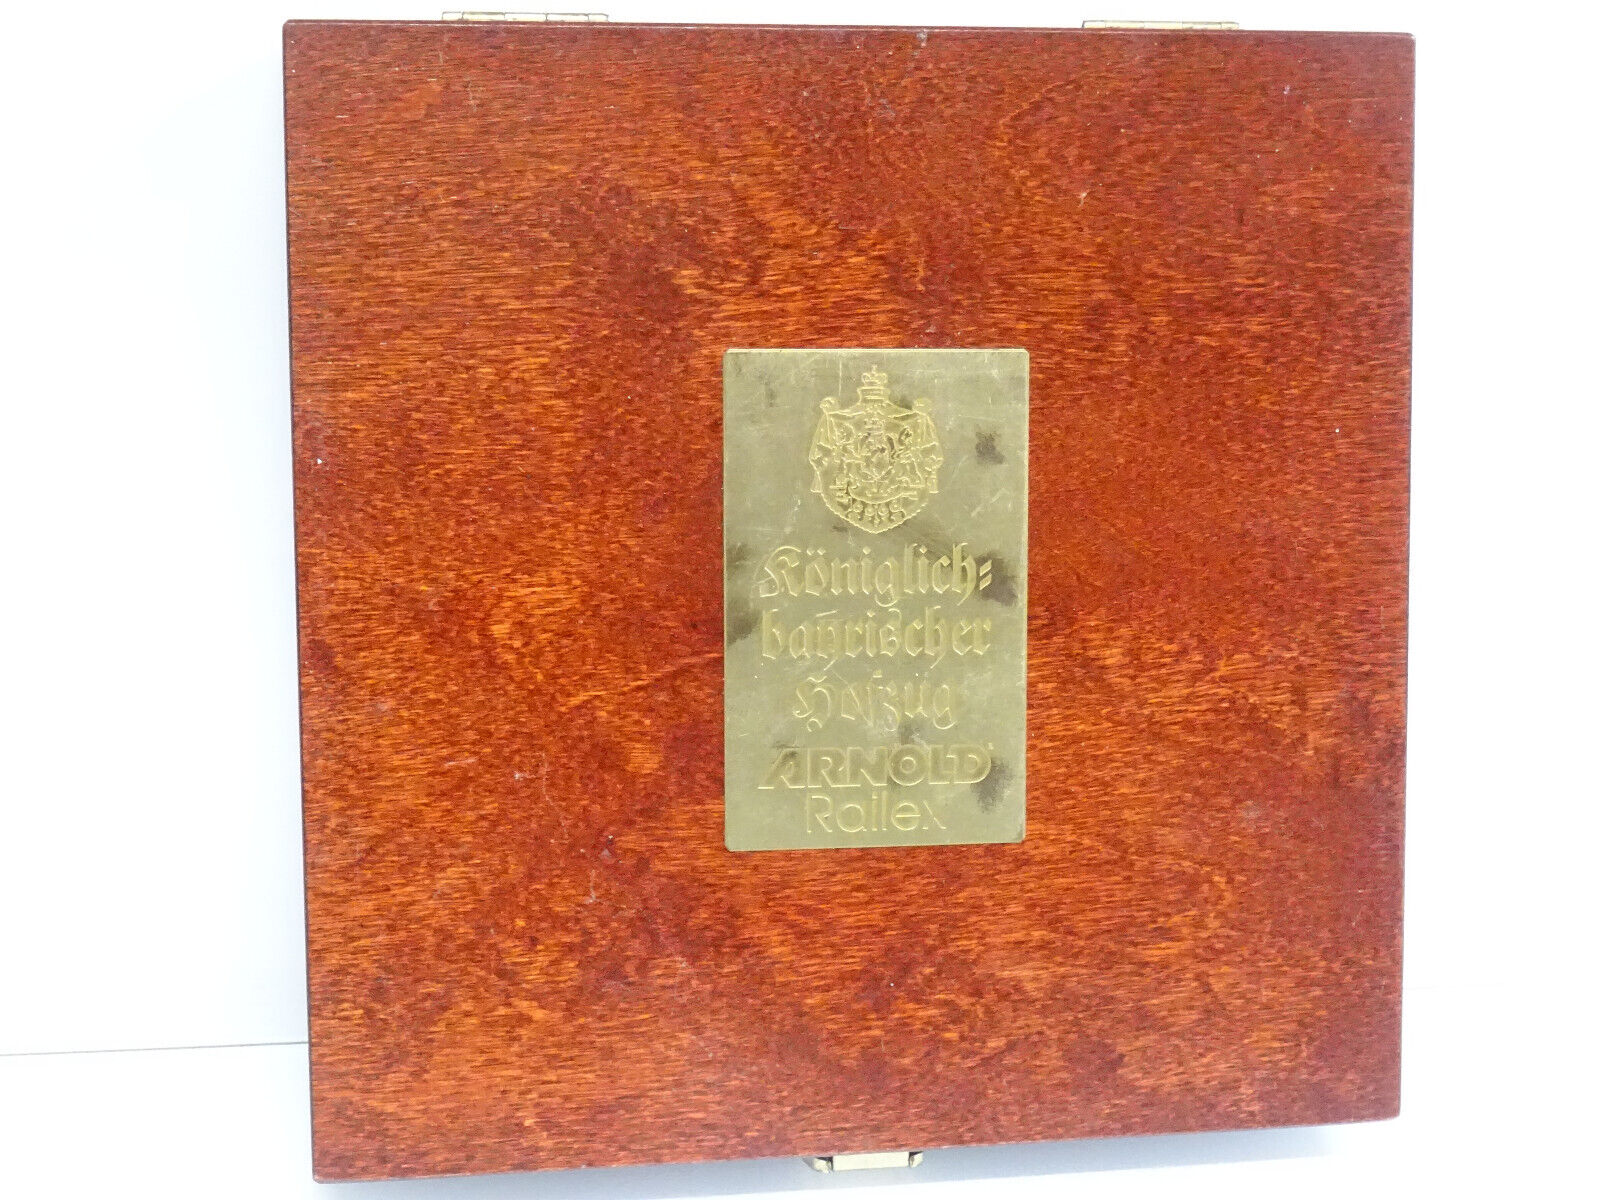 Königlich=
bayrischer
Hofzug
ARNOLD
Railex